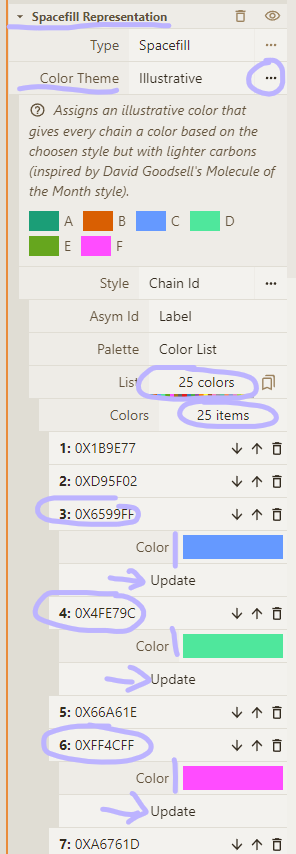 Spacefill Representation
Type Spacefill
Color Theme Illustrative
Assigns an illustrative color that
gives every chain a color based on the
choosen style but with lighter carbons
(inspired by David Goodsell's Molecule of
the Month style).
A B C D
E F
Style Chain Id
Asym Id Label
Palette Color List
List 25 colors
Colors 25 items
1: 0X1B9E77
2: 0XD95F02
3: 0X6599FF
Color
Update
4: 0X4FE79C
Color
Update
5: 0X66A61E
6: 0XFF4CFF
Color
Update
7: 0XA6761D